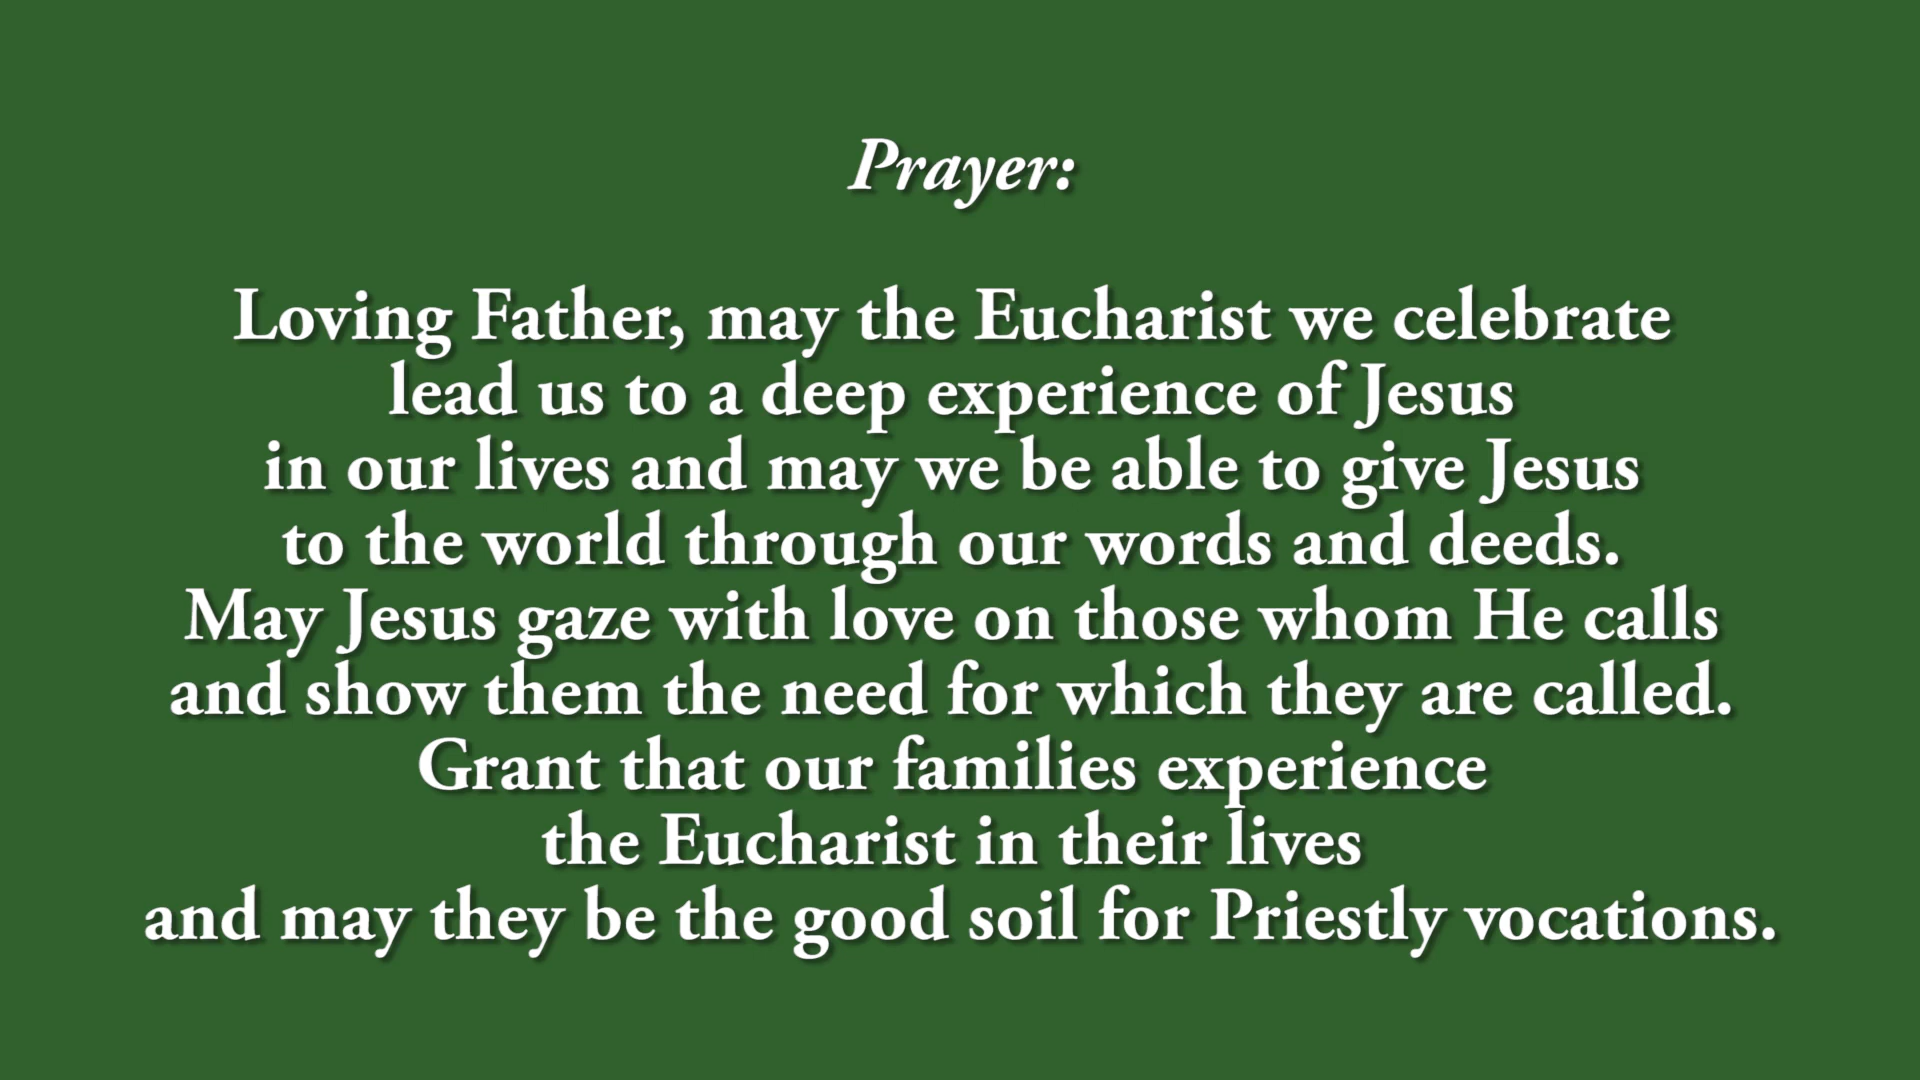 Prayer:
Loving Father, may the Eucharist we celebrate
lead us to a deep experience of Jesus
in our lives and may we be able to give Jesus
to the world through our words and deeds.
May Jesus gaze with love on those whom He calls
and show them the need for which they are called.
Grant that our families experience
the Eucharist in their lives
and may they be the good soil for Priestly vocations.